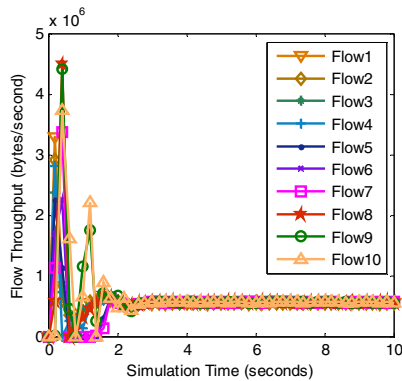 x 10^6
5
4
3
2
1
0
0 2 4 6 8 10
Flow Throughput (bytes/second)
Simulation Time (seconds)
Flow1
Flow2
Flow3
Flow4
Flow5
Flow6
Flow7
Flow8
Flow9
Flow10